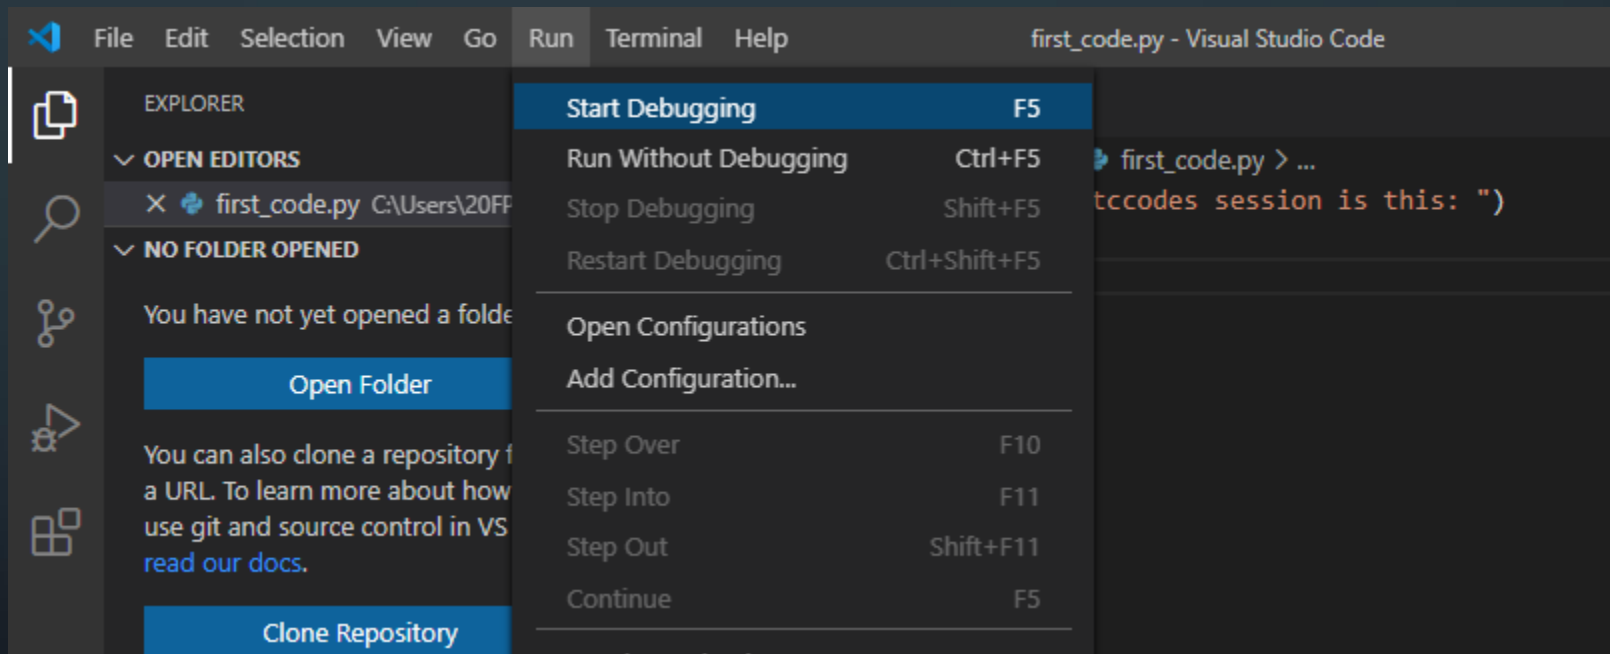 File Edit Selection View Go Run Terminal Help first_code.py - Visual Studio Code
EXPLORER
OPEN EDITORS
first_code.py C:\Users\20FP
NO FOLDER OPENED
You have not yet opened a folde
Open Folder
You can also clone a repository f
a URL. To learn more about how
use git and source control in VS
read our docs.
Clone Repository
Start Debugging F5
Run Without Debugging Ctrl+F5
Stop Debugging Shift+F5
Restart Debugging Ctrl+Shift+F5
Open Configurations
Add Configuration...
Step Over F10
Step Into F11
Step Out Shift+F11
Continue F5
first_code.py > ...
tccodes session is this: ")